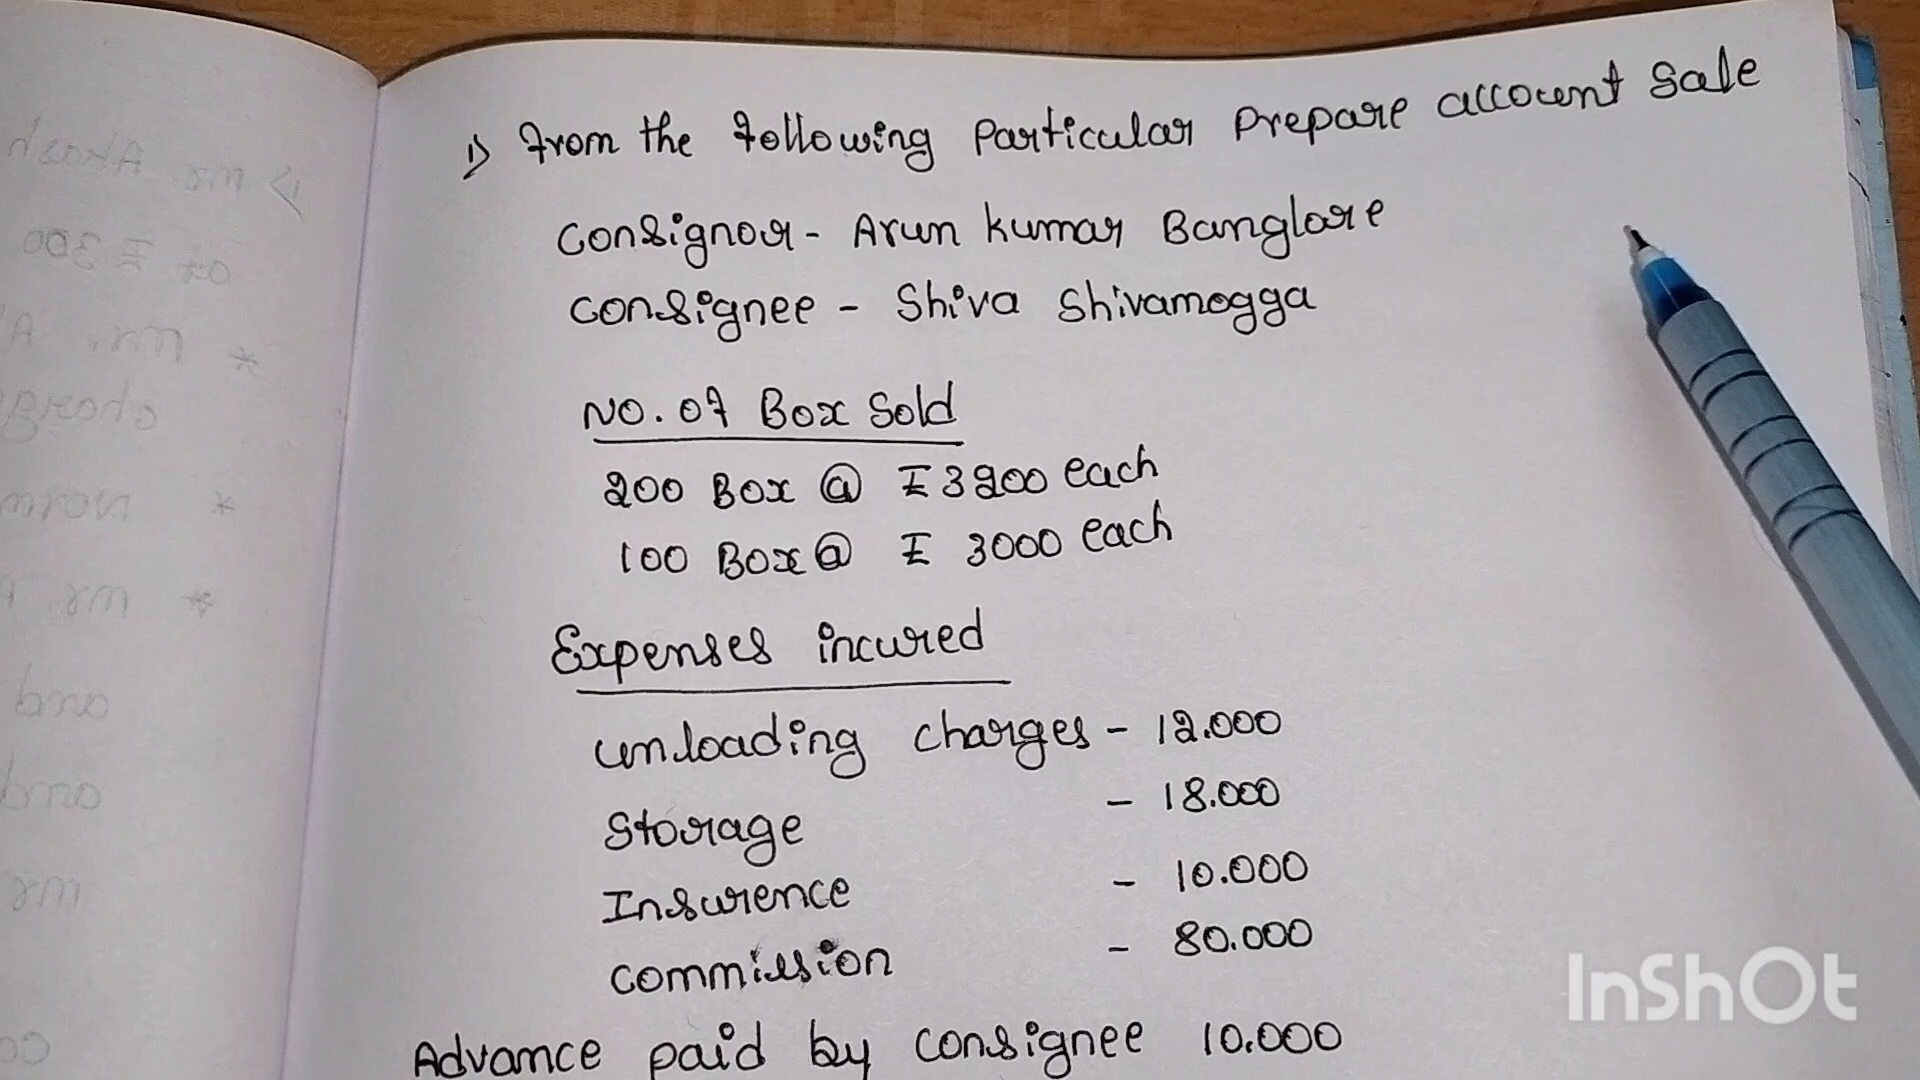 1) From the following particular prepare account sale
consignor - Arun kumar Banglore
consignee - Shiva Shivamogga
No. of Box Sold
200 Box @ ₹ 3200 each
100 Box @ ₹ 3000 each
Expenses incured
unloading charges - 12.000
Storage - 18.000
Insurence - 10.000
commission - 80.000
Advance paid by consignee 10.000
InShOt